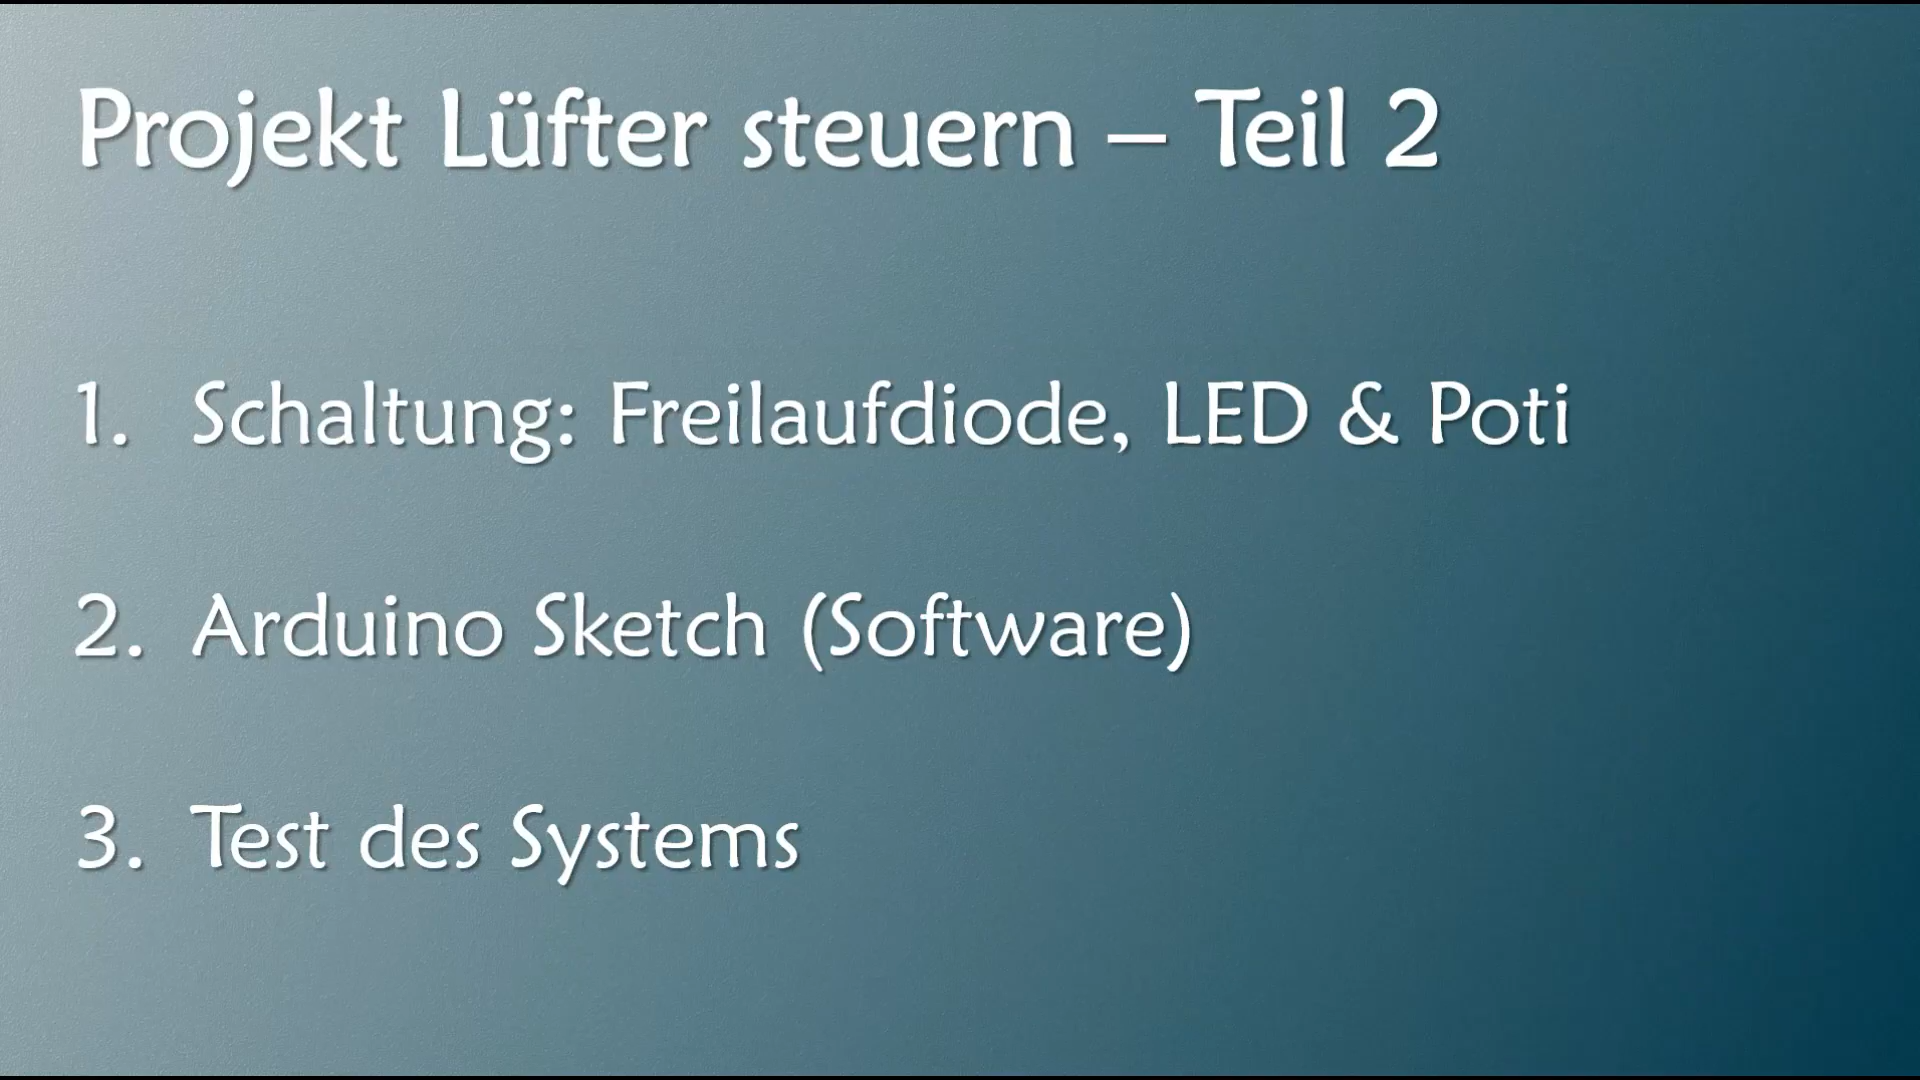 Projekt Lüfter steuern – Teil 2
1. Schaltung: Freilaufdiode, LED & Poti
2. Arduino Sketch (Software)
3. Test des Systems